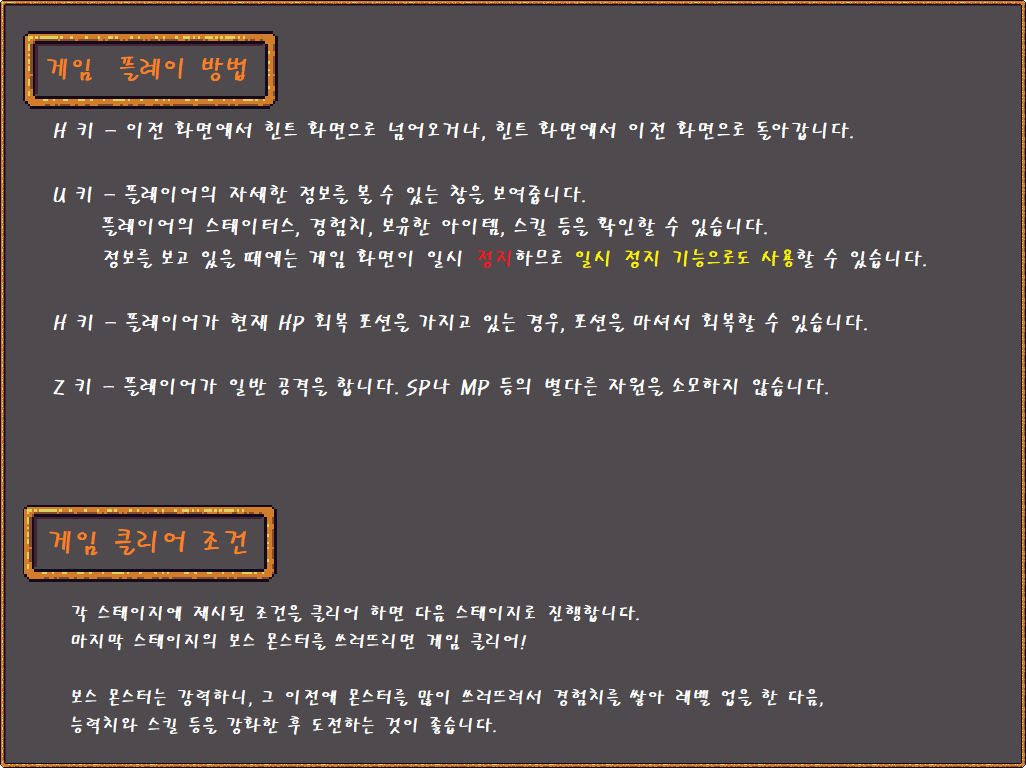 게임 플레이 방법
H 키 - 이전 화면에서 힌트 화면으로 넘어오거나, 힌트 화면에서 이전 화면으로 돌아갑니다.
U 키 - 플레이어의 자세한 정보를 볼 수 있는 창을 보여줍니다.
플레이어의 스테이터스, 경험치, 보유한 아이템, 스킬 등을 확인할 수 있습니다.
정보를 보고 있을 때에는 게임 화면이 일시 정지하므로 일시 정지 기능으로도 사용할 수 있습니다.
H 키 - 플레이어가 현재 HP 회복 포션을 가지고 있는 경우, 포션을 마셔서 회복할 수 있습니다.
Z 키 - 플레이어가 일반 공격을 합니다. SP나 MP 등의 별다른 자원을 소모하지 않습니다.
게임 클리어 조건
각 스테이지에 제시된 조건을 클리어 하면 다음 스테이지로 진행합니다.
마지막 스테이지의 보스 몬스터를 쓰러뜨리면 게임 클리어!
보스 몬스터는 강력하니, 그 이전에 몬스터를 많이 쓰러뜨려서 경험치를 쌓아 레벨 업을 한 다음,
능력치와 스킬 등을 강화한 후 도전하는 것이 좋습니다.